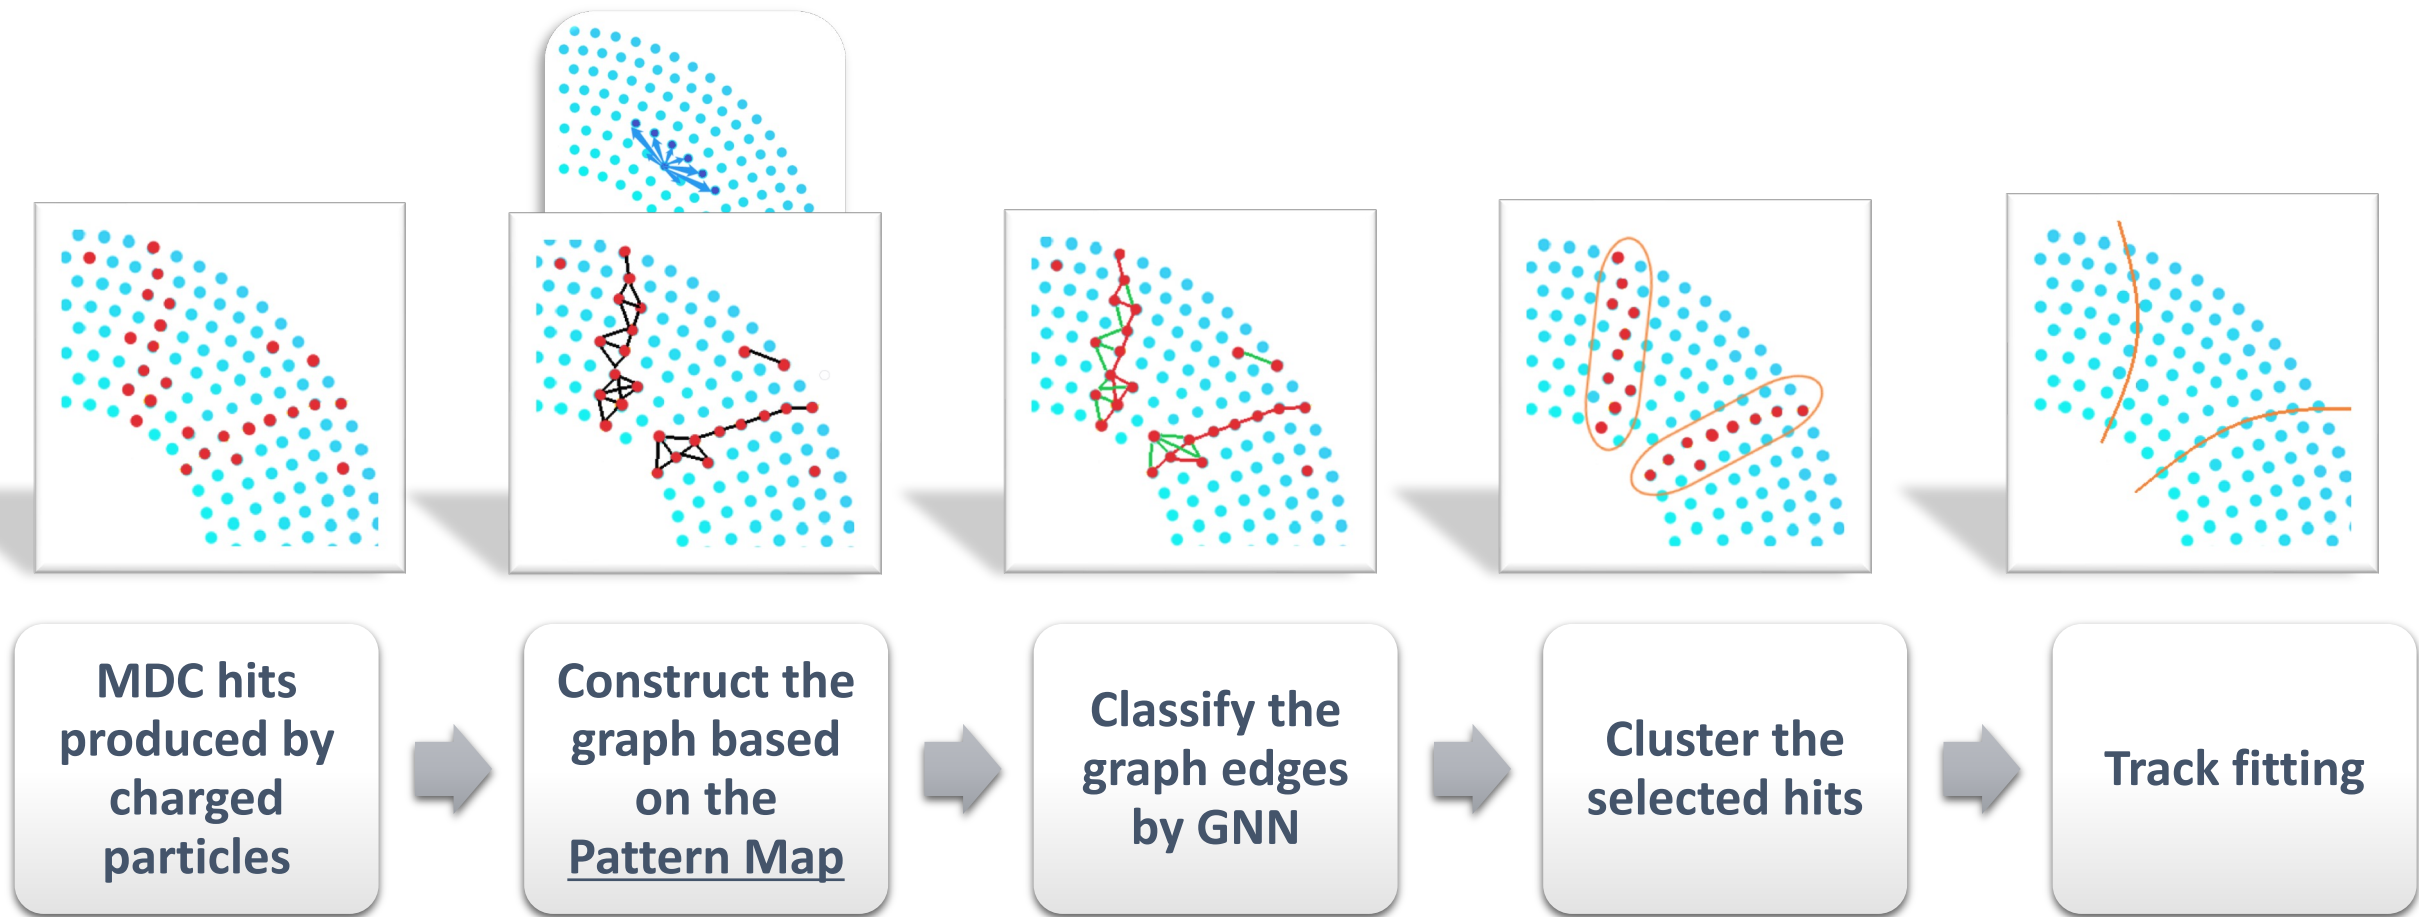 MDC hits
produced by
charged
particles
Construct the
graph based
on the
Pattern Map
Classify the
graph edges
by GNN
Cluster the
selected hits
Track fitting